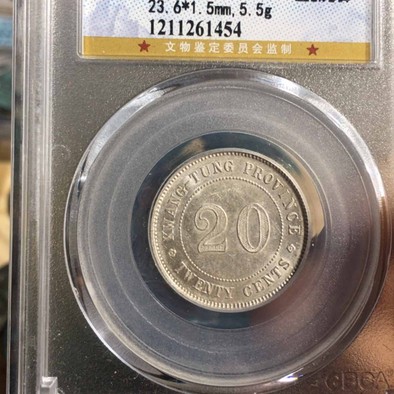 23.6*1.5mm,5.5g
1211261454
★ 文物鉴定委员会监制 ★
KWANG-TUNG PROVINCE
20
TWENTY CENTS